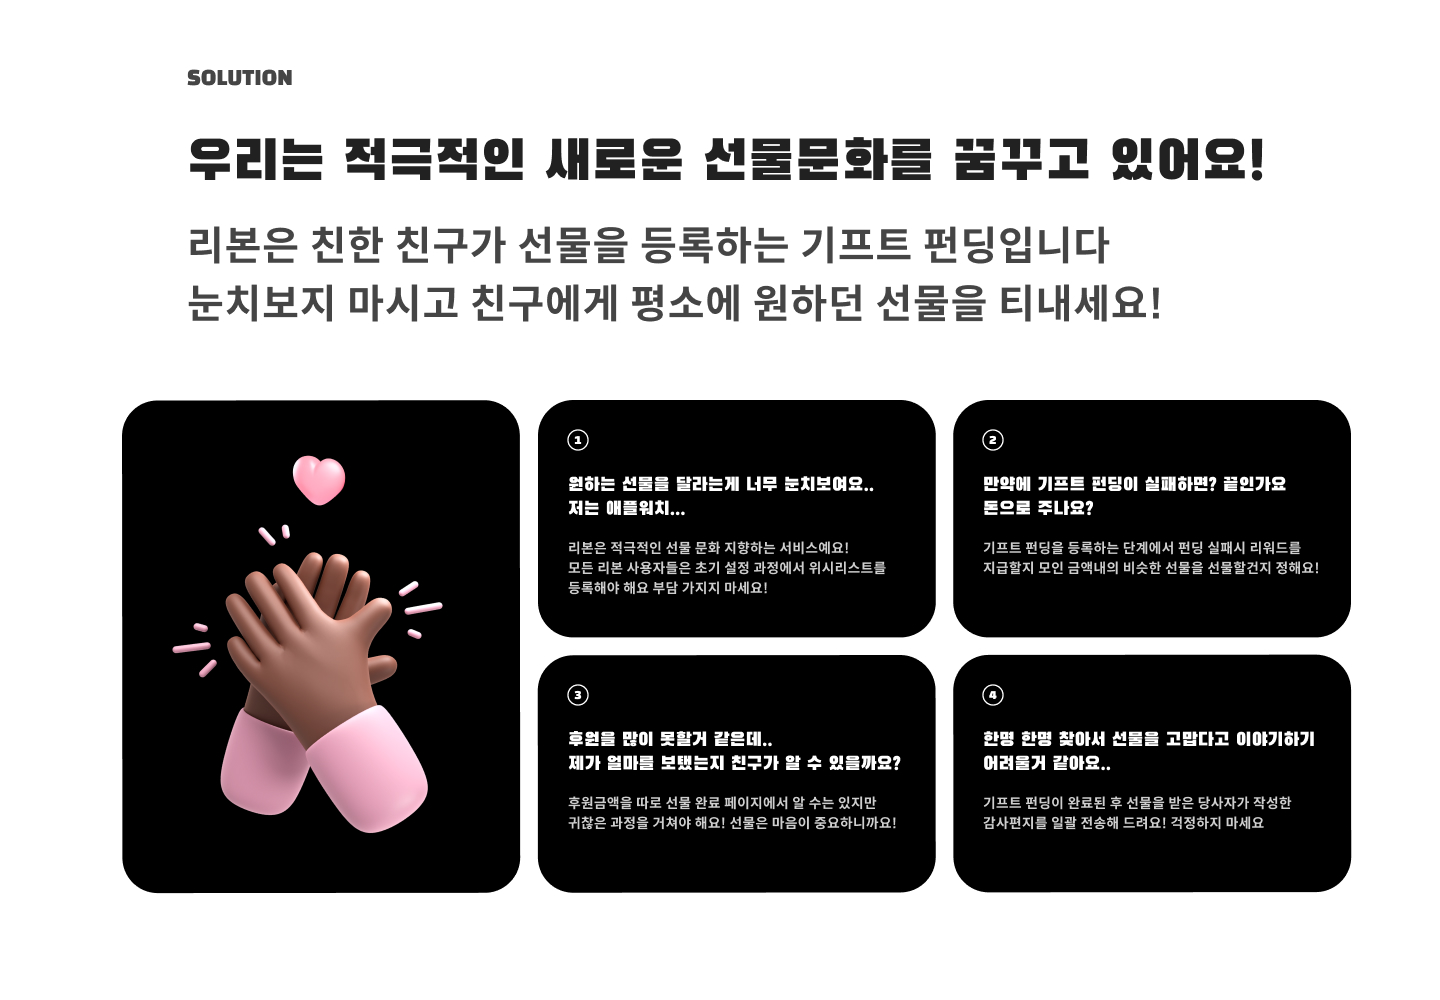 SOLUTION
우리는 적극적인 새로운 선물문화를 꿈꾸고 있어요!
리본은 친한 친구가 선물을 등록하는 기프트 펀딩입니다
눈치보지 마시고 친구에게 평소에 원하던 선물을 티내세요!
1
원하는 선물을 달라는게 너무 눈치보여요..
저는 애플워치...
리본은 적극적인 선물 문화 지향하는 서비스예요!
모든 리본 사용자들은 초기 설정 과정에서 위시리스트를
등록해야 해요 부담 가지지 마세요!
2
만약에 기프트 펀딩이 실패하면? 끝인가요
돈으로 주나요?
기프트 펀딩을 등록하는 단계에서 펀딩 실패시 리워드를
지급할지 모인 금액내의 비슷한 선물을 선물할건지 정해요!
3
후원을 많이 못할거 같은데..
제가 얼마를 보탰는지 친구가 알 수 있을까요?
후원금액을 따로 선물 완료 페이지에서 알 수는 있지만
귀찮은 과정을 거쳐야 해요! 선물은 마음이 중요하니까요!
4
한명 한명 찾아서 선물을 고맙다고 이야기하기
어려울거 같아요..
기프트 펀딩이 완료된 후 선물을 받은 당사자가 작성한
감사편지를 일괄 전송해 드려요! 걱정하지 마세요